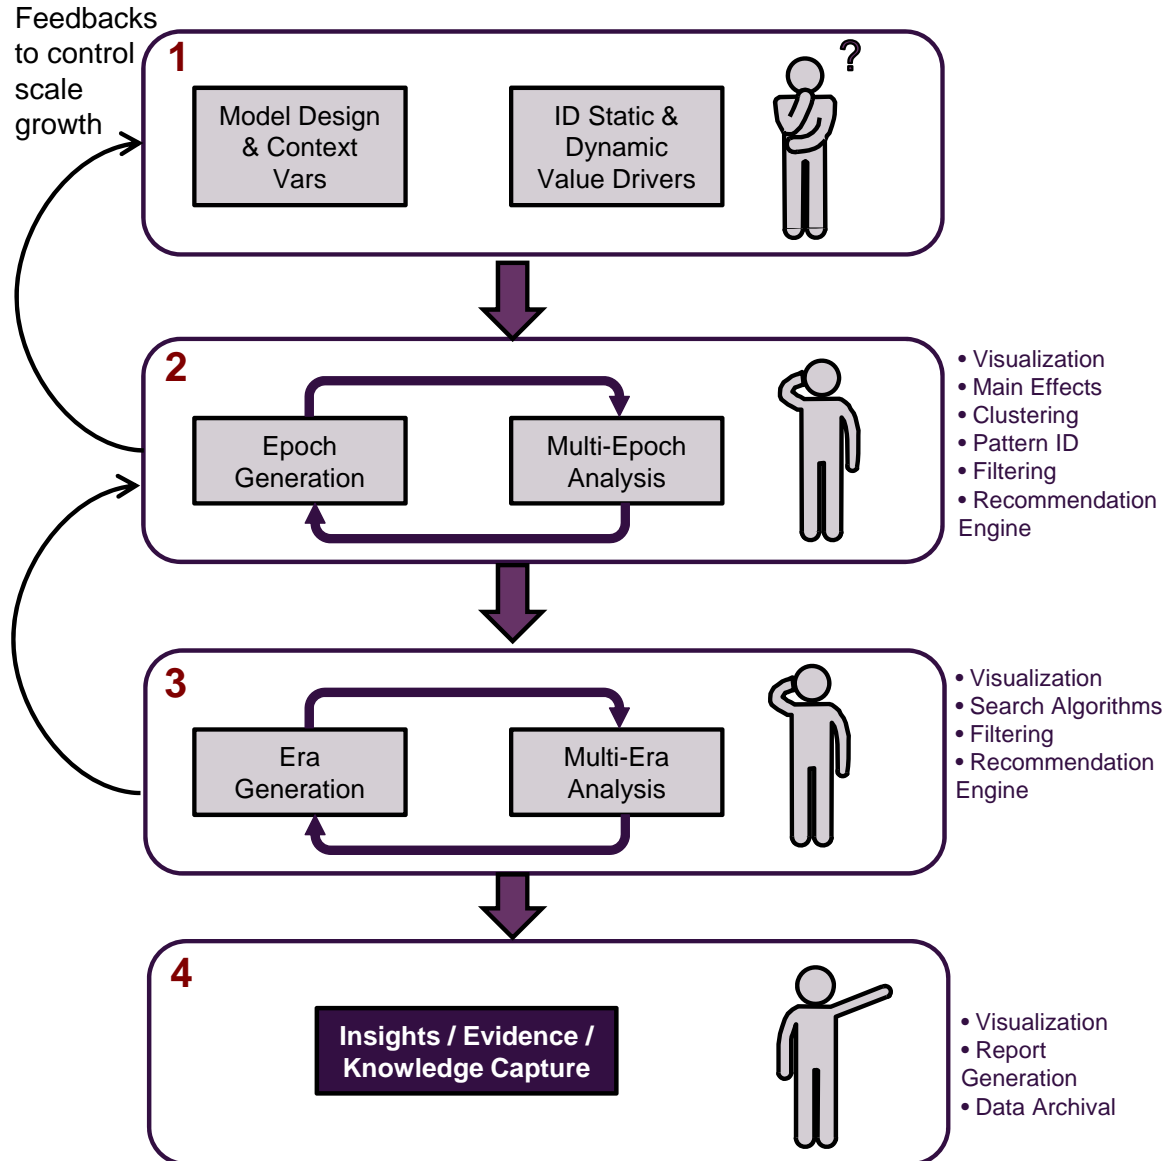 Feedbacks
to control
scale
growth
1
?
Model Design
& Context
Vars
ID Static &
Dynamic
Value Drivers
2
Epoch
Generation
Multi-Epoch
Analysis
• Visualization
• Main Effects
• Clustering
• Pattern ID
• Filtering
• Recommendation
Engine
3
Era
Generation
Multi-Era
Analysis
• Visualization
• Search Algorithms
• Filtering
• Recommendation
Engine
4
Insights / Evidence /
Knowledge Capture
• Visualization
• Report
Generation
• Data Archival